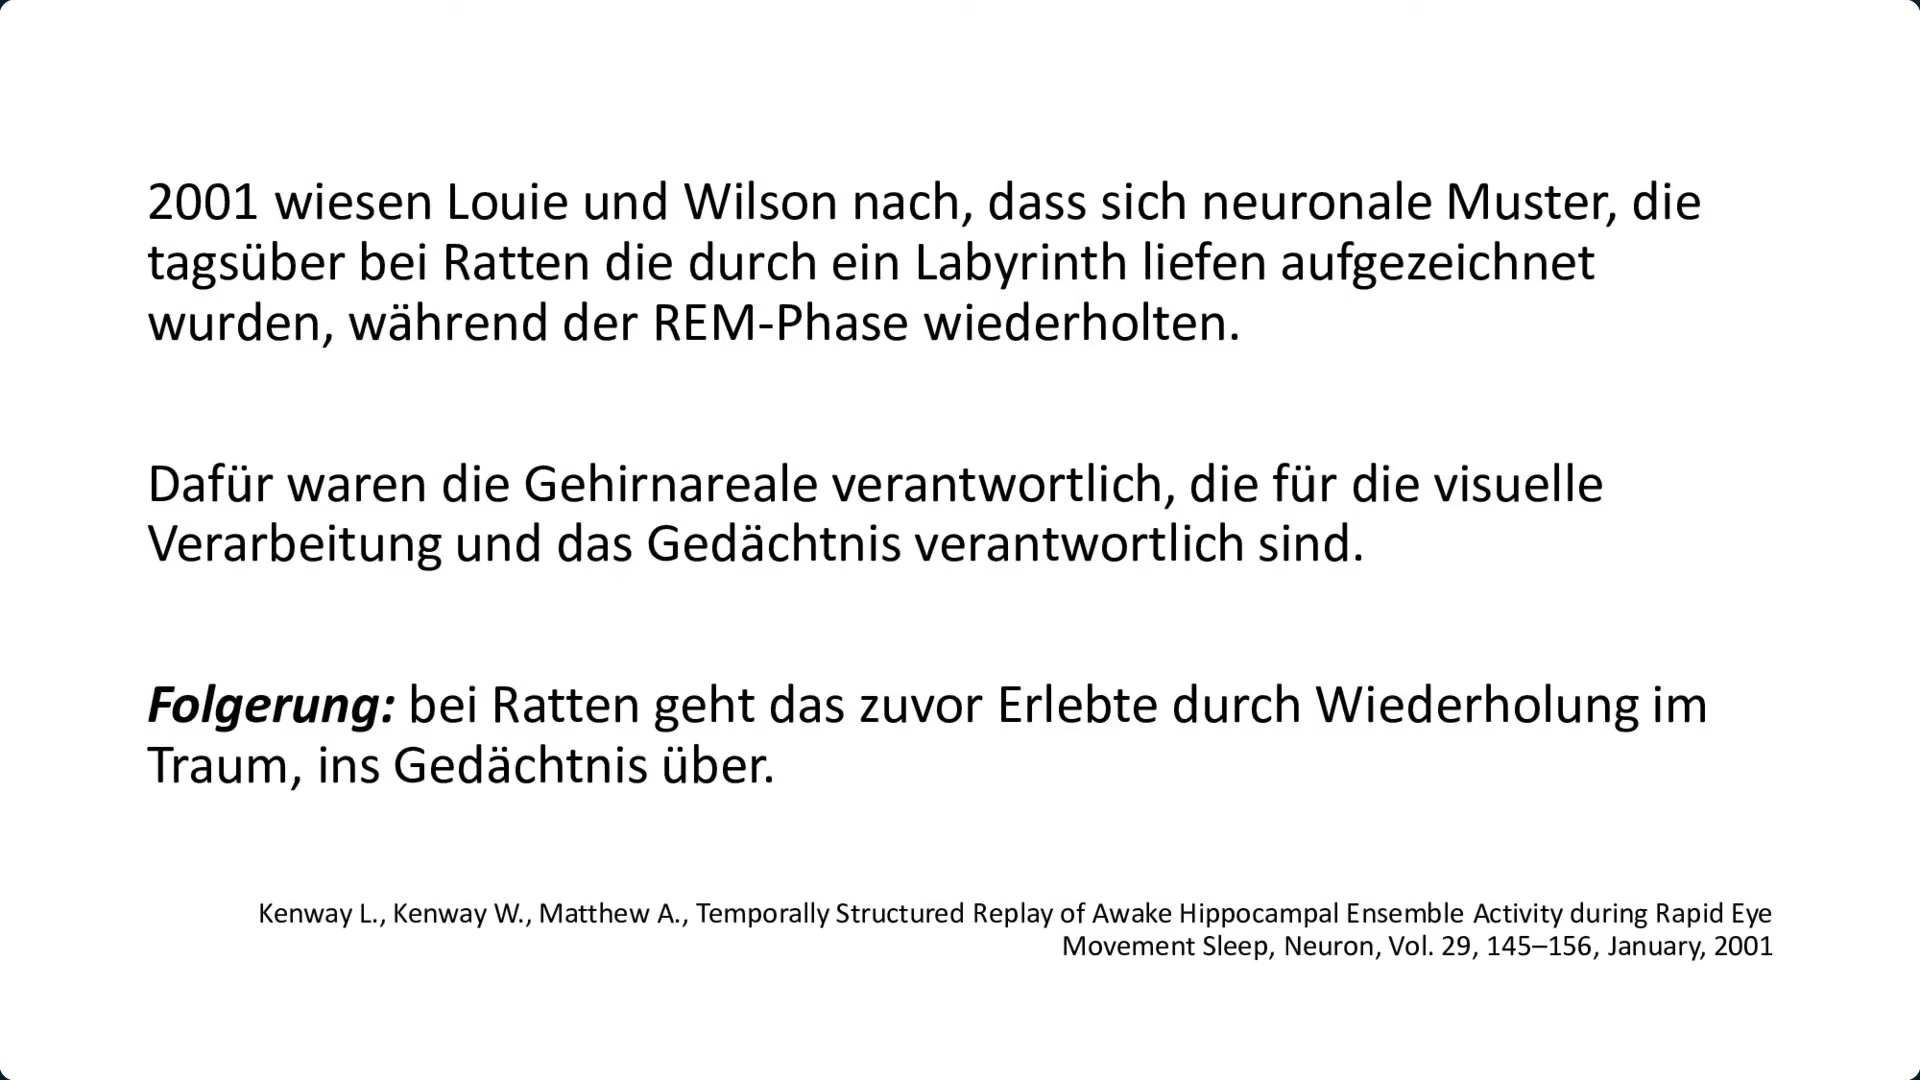 2001 wiesen Louie und Wilson nach, dass sich neuronale Muster, die
tagsüber bei Ratten die durch ein Labyrinth liefen aufgezeichnet
wurden, während der REM-Phase wiederholten.
Dafür waren die Gehirnareale verantwortlich, die für die visuelle
Verarbeitung und das Gedächtnis verantwortlich sind.
Folgerung: bei Ratten geht das zuvor Erlebte durch Wiederholung im
Traum, ins Gedächtnis über.
Kenway L., Kenway W., Matthew A., Temporally Structured Replay of Awake Hippocampal Ensemble Activity during Rapid Eye
Movement Sleep, Neuron, Vol. 29, 145–156, January, 2001